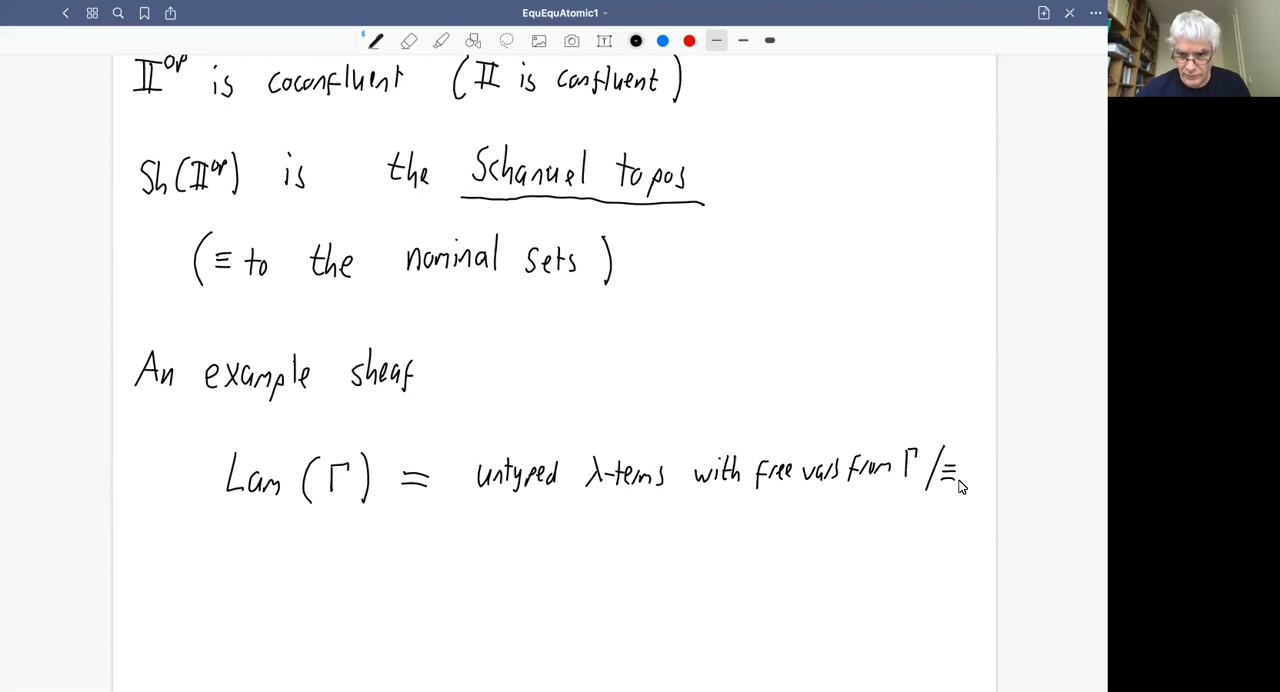 EquEquAtomic1
𝕀^op is coconfluent (𝕀 is confluent)
Sh(𝕀^op) is the Schanuel topos
(≡ to the nominal sets)
An example sheaf
Lam(Γ) = untyped λ-terms with free vars from Γ /≡